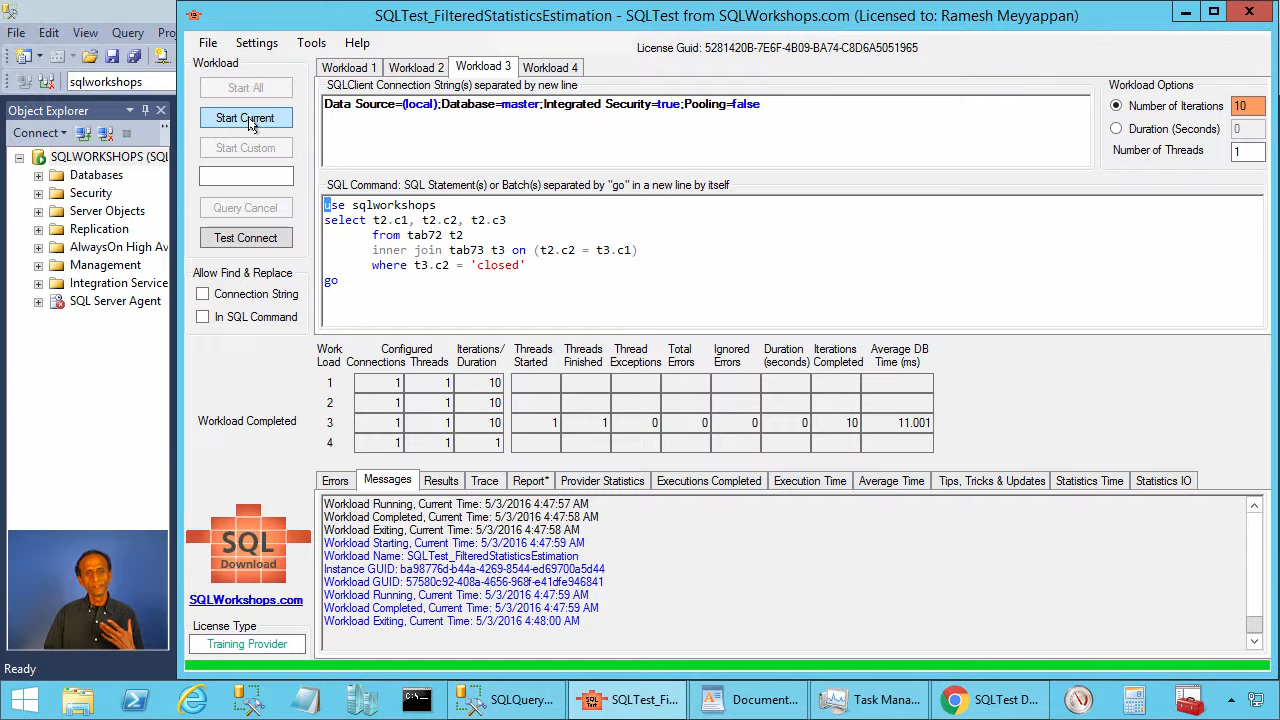 SQLTest_FilteredStatisticsEstimation - SQLTest from SQLWorkshops.com (Licensed to: Ramesh Meyyappan)
File Edit View Query
sqlworkshops
Object Explorer
Connect
SQLWORKSHOPS (SQL
Databases
Security
Server Objects
Replication
AlwaysOn High Av
Management
Integration Service
SQL Server Agent
Ready
File Settings Tools Help
License Guid: 5281420B-7E6F-4B09-BA74-C8D6A5051965
Workload
Start All
Start Current
Start Custom
Query Cancel
Test Connect
Allow Find & Replace
Connection String
In SQL Command
Workload 1 Workload 2 Workload 3 Workload 4
SQLClient Connection String(s) separated by new line
Data Source=(local);Database=master;Integrated Security=true;Pooling=false
Workload Options
Number of Iterations 10
Duration (Seconds) 0
Number of Threads 1
SQL Command: SQL Statement(s) or Batch(s) separated by "go" in a new line by itself
use sqlworkshops
select t2.c1, t2.c2, t2.c3
from tab72 t2
inner join tab73 t3 on (t2.c2 = t3.c1)
where t3.c2 = 'closed'
go
Work Configured Iterations/ Threads Threads Thread Total Ignored Duration Iterations Average DB
Load Connections Threads Duration Started Finished Exceptions Errors Errors (seconds) Completed Time (ms)
1 1 1 10
2 1 1 10
Workload Completed 3 1 1 10 1 1 0 0 0 0 10 11.001
4 1 1 1
Errors Messages Results Trace Report* Provider Statistics Executions Completed Execution Time Average Time Tips, Tricks & Updates Statistics Time Statistics IO
Workload Running, Current Time: 5/3/2016 4:47:57 AM
Workload Completed, Current Time: 5/3/2016 4:47:58 AM
Workload Exiting, Current Time: 5/3/2016 4:47:58 AM
Workload Starting, Current Time: 5/3/2016 4:47:59 AM
Workload Name: SQLTest_FilteredStatisticsEstimation
Instance GUID: ba98776d-b44a-4269-8544-ed69700a5d44
Workload GUID: 57580c92-408a-4656-968f-e41dfe946841
Workload Running, Current Time: 5/3/2016 4:47:59 AM
Workload Completed, Current Time: 5/3/2016 4:47:59 AM
Workload Exiting, Current Time: 5/3/2016 4:48:00 AM
SQL
Download
SQLWorkshops.com
License Type
Training Provider
SQLQuery... SQLTest_Fi... Document... Task Mana... SQLTest D...